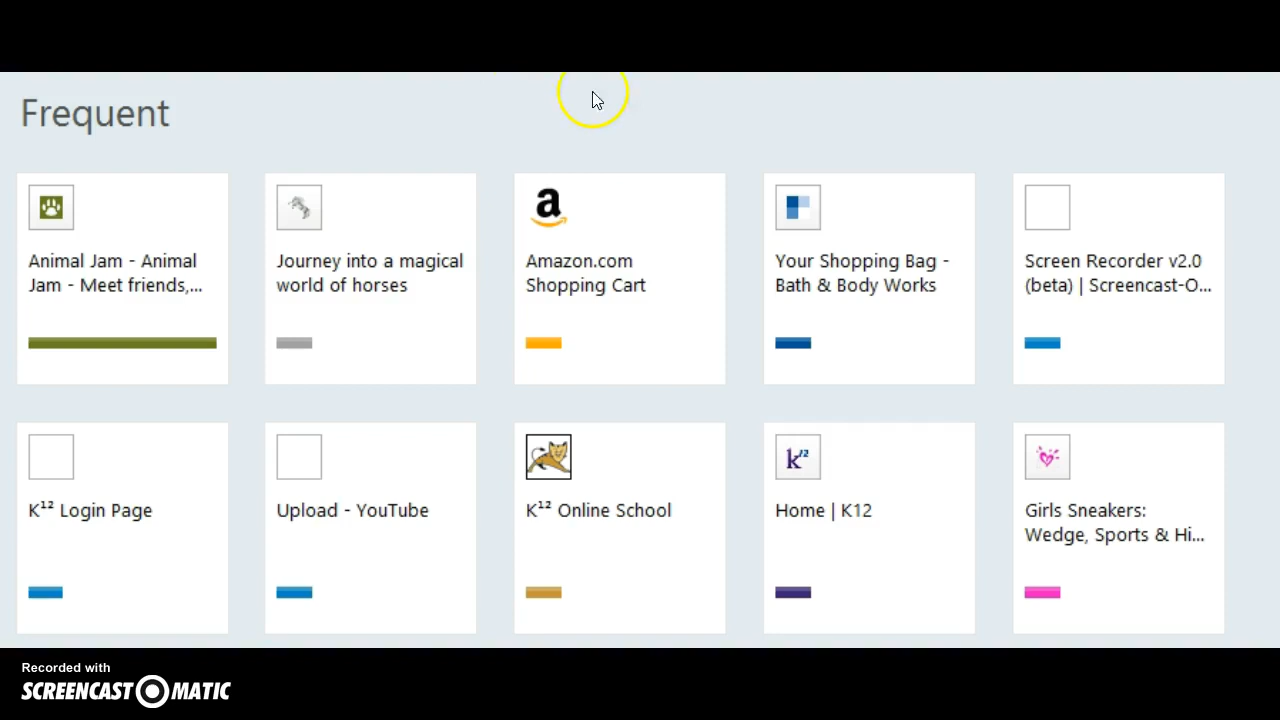 Frequent
Animal Jam - Animal
Jam - Meet friends,...
Journey into a magical
world of horses
a
Amazon.com
Shopping Cart
Your Shopping Bag -
Bath & Body Works
Screen Recorder v2.0
(beta) | Screencast-O...
K¹² Login Page
Upload - YouTube
K¹² Online School
k¹²
Home | K12
Girls Sneakers:
Wedge, Sports & Hi...
Recorded with
SCREENCAST-O-MATIC